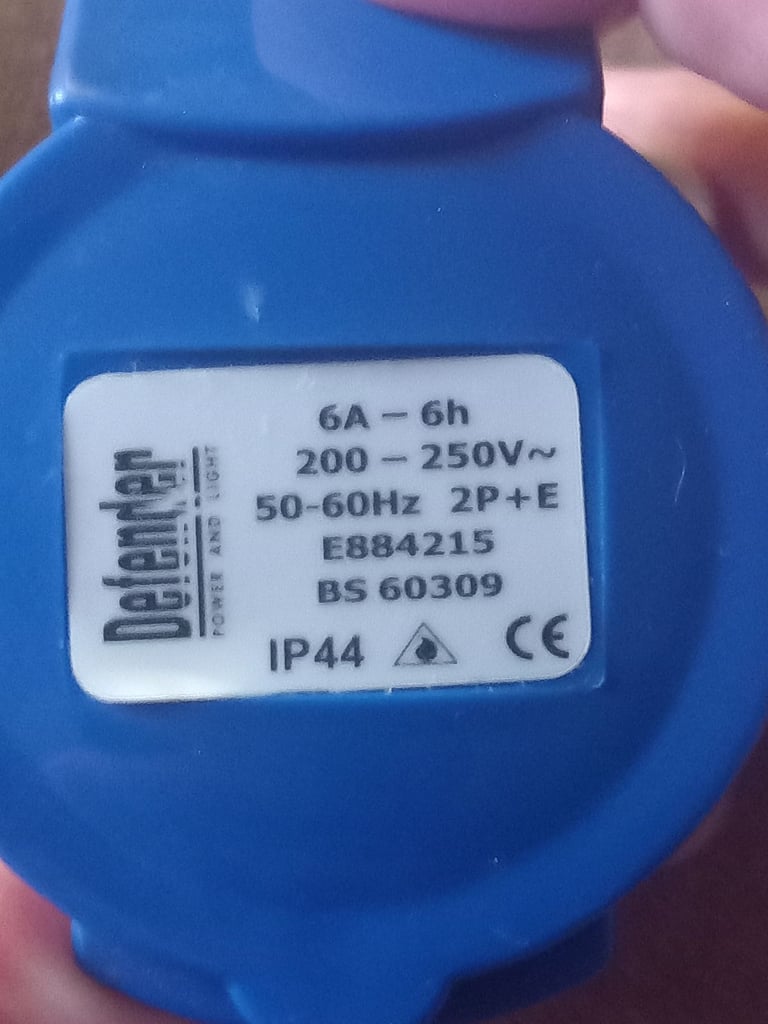 Defender
POWER AND LIGHT
6A – 6h
200 – 250V~
50-60Hz 2P+E
E884215
BS 60309
IP44 CE